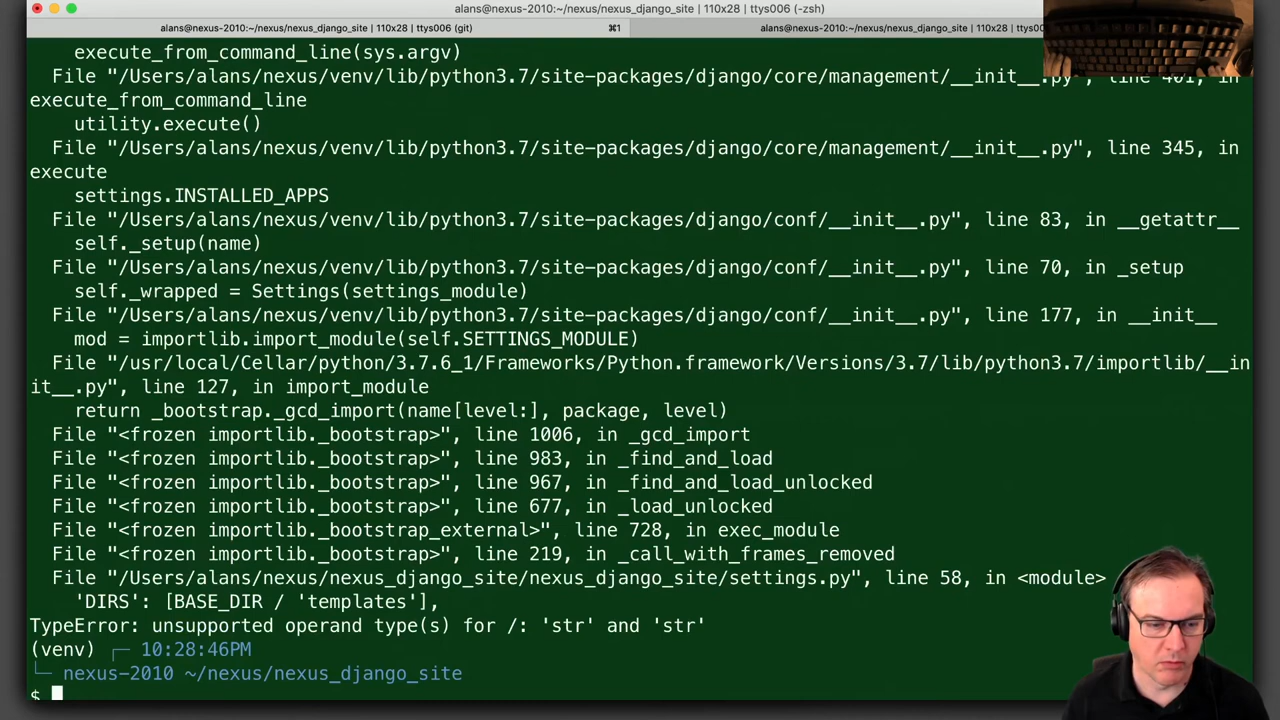 alans@nexus-2010:~/nexus/nexus_django_site | 110x28 | ttys006 (-zsh)
alans@nexus-2010:~/nexus/nexus_django_site | 110x28 | ttys006 (git)
⌘1
alans@nexus-2010:~/nexus/nexus_django_site | 110x28 | ttys00
execute_from_command_line(sys.argv)
File "/Users/alans/nexus/venv/lib/python3.7/site-packages/django/core/management/__init__.py", line 401, in
execute_from_command_line
utility.execute()
File "/Users/alans/nexus/venv/lib/python3.7/site-packages/django/core/management/__init__.py", line 345, in
execute
settings.INSTALLED_APPS
File "/Users/alans/nexus/venv/lib/python3.7/site-packages/django/conf/__init__.py", line 83, in __getattr__
self._setup(name)
File "/Users/alans/nexus/venv/lib/python3.7/site-packages/django/conf/__init__.py", line 70, in _setup
self._wrapped = Settings(settings_module)
File "/Users/alans/nexus/venv/lib/python3.7/site-packages/django/conf/__init__.py", line 177, in __init__
mod = importlib.import_module(self.SETTINGS_MODULE)
File "/usr/local/Cellar/python/3.7.6_1/Frameworks/Python.framework/Versions/3.7/lib/python3.7/importlib/__in
it__.py", line 127, in import_module
return _bootstrap._gcd_import(name[level:], package, level)
File "<frozen importlib._bootstrap>", line 1006, in _gcd_import
File "<frozen importlib._bootstrap>", line 983, in _find_and_load
File "<frozen importlib._bootstrap>", line 967, in _find_and_load_unlocked
File "<frozen importlib._bootstrap>", line 677, in _load_unlocked
File "<frozen importlib._bootstrap_external>", line 728, in exec_module
File "<frozen importlib._bootstrap>", line 219, in _call_with_frames_removed
File "/Users/alans/nexus/nexus_django_site/nexus_django_site/settings.py", line 58, in <module>
'DIRS': [BASE_DIR / 'templates'],
TypeError: unsupported operand type(s) for /: 'str' and 'str'
(venv) ┌─ 10:28:46PM
└─ nexus-2010 ~/nexus/nexus_django_site
$